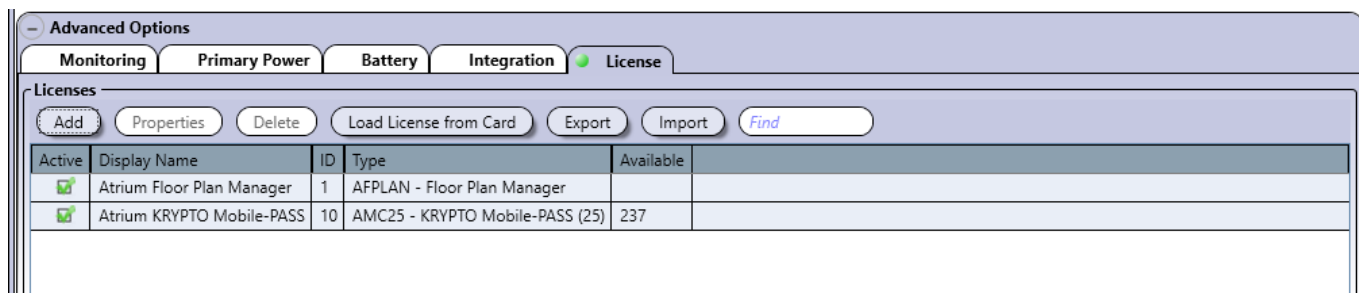 Advanced Options
Monitoring Primary Power Battery Integration License
Licenses
Add Properties Delete Load License from Card Export Import Find
Active Display Name ID Type Available
Atrium Floor Plan Manager 1 AFPLAN - Floor Plan Manager
Atrium KRYPTO Mobile-PASS 10 AMC25 - KRYPTO Mobile-PASS (25) 237